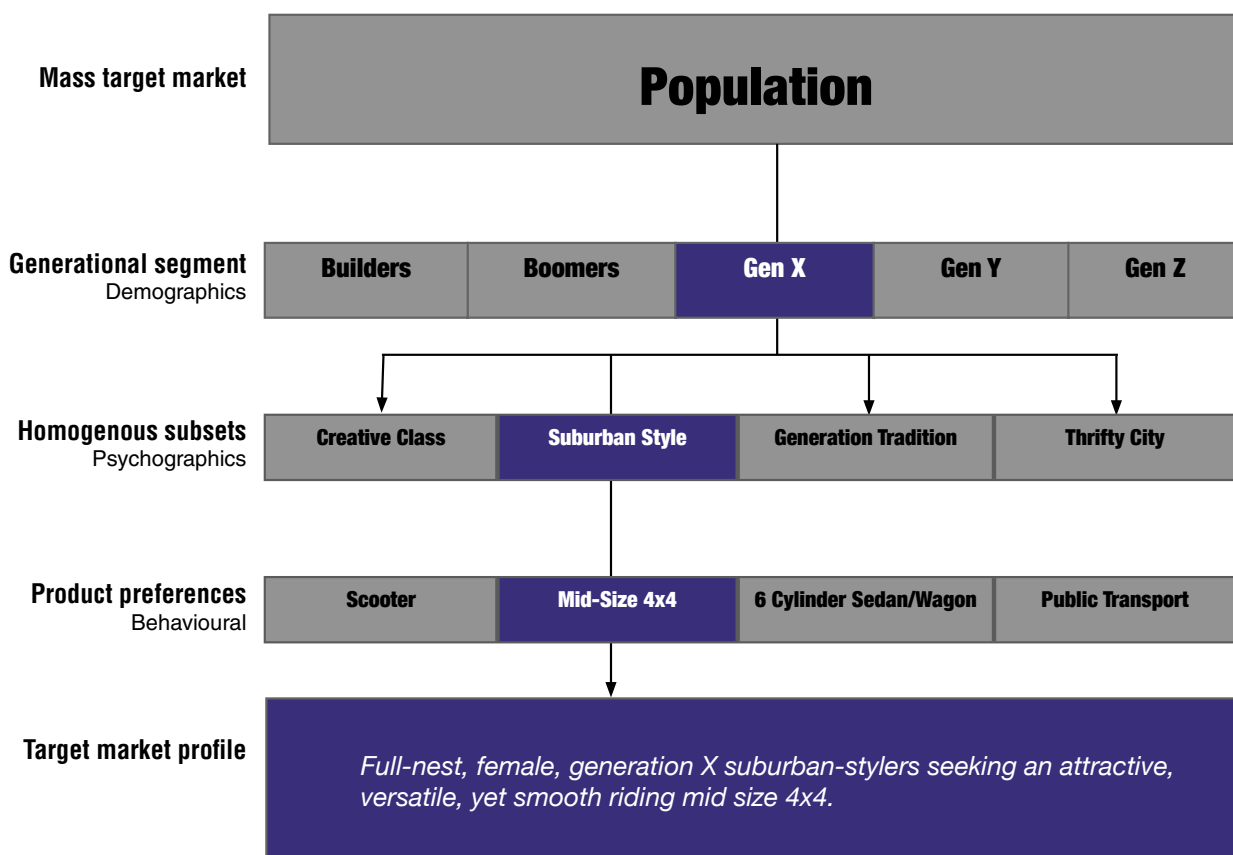 Mass target market
Population
Generational segment
Demographics
Builders
Boomers
Gen X
Gen Y
Gen Z
Homogenous subsets
Psychographics
Creative Class
Suburban Style
Generation Tradition
Thrifty City
Product preferences
Behavioural
Scooter
Mid-Size 4x4
6 Cylinder Sedan/Wagon
Public Transport
Target market profile
Full-nest, female, generation X suburban-stylers seeking an attractive,
versatile, yet smooth riding mid size 4x4.